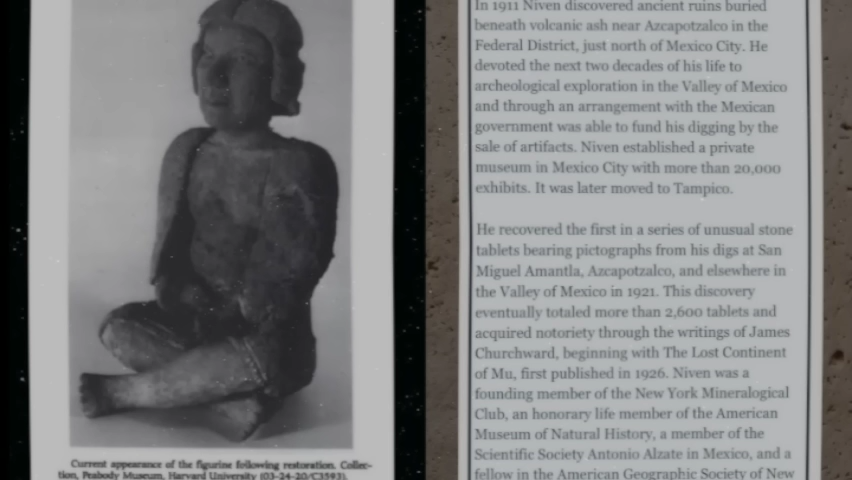 Current appearance of the figurine following restoration. Collec-
tion, Peabody Museum, Harvard University (03-24-20/C3593).
In 1911 Niven discovered ancient ruins buried
beneath volcanic ash near Azcapotzalco in the
Federal District, just north of Mexico City. He
devoted the next two decades of his life to
archeological exploration in the Valley of Mexico
and through an arrangement with the Mexican
government was able to fund his digging by the
sale of artifacts. Niven established a private
museum in Mexico City with more than 20,000
exhibits. It was later moved to Tampico.
He recovered the first in a series of unusual stone
tablets bearing pictographs from his digs at San
Miguel Amantla, Azcapotzalco, and elsewhere in
the Valley of Mexico in 1921. This discovery
eventually totaled more than 2,600 tablets and
acquired notoriety through the writings of James
Churchward, beginning with The Lost Continent
of Mu, first published in 1926. Niven was a
founding member of the New York Mineralogical
Club, an honorary life member of the American
Museum of Natural History, a member of the
Scientific Society Antonio Alzate in Mexico, and a
fellow in the American Geographic Society of New